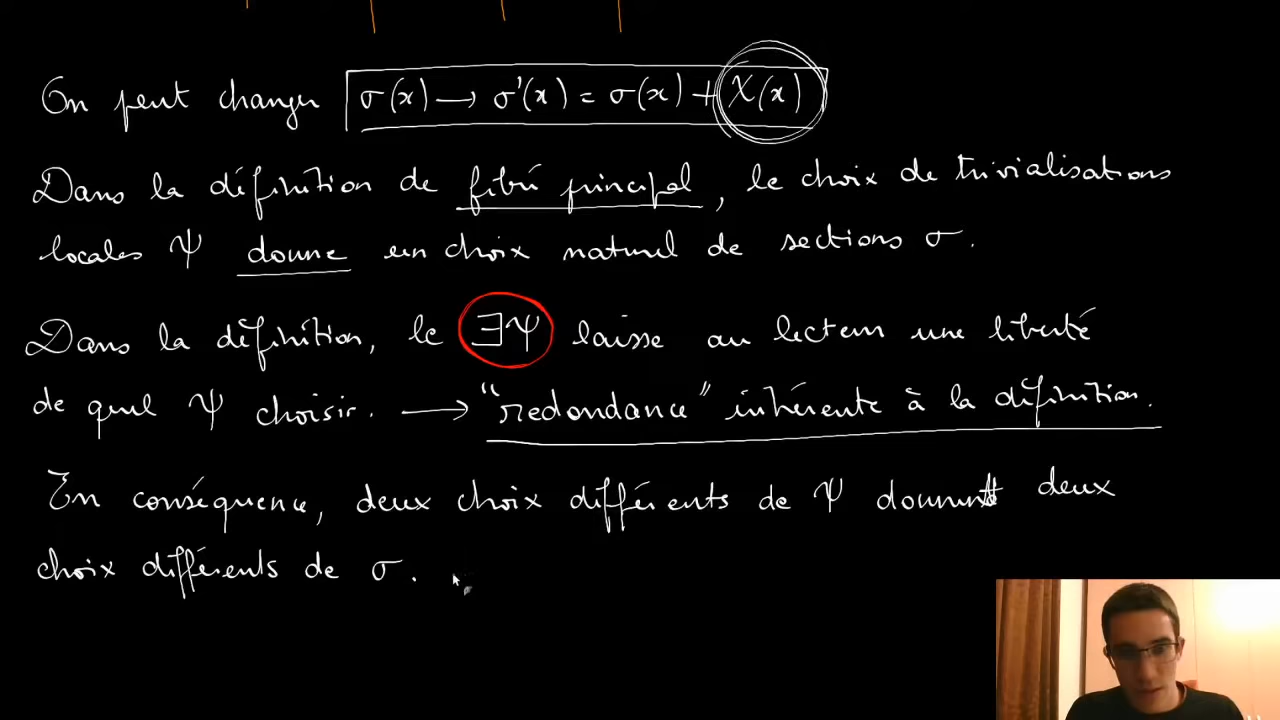 On peut changer σ(x) ⟶ σ'(x) = σ(x) + χ(x)
Dans la définition de fibré principal, le choix de trivialisations
locales Ψ donne un choix naturel de sections σ.
Dans la définition, le ∃Ψ laisse au lecteur une liberté
de quel Ψ choisir. ⟶ "redondance" inhérente à la définition.
En conséquence, deux choix différents de Ψ donnent deux
choix différents de σ.